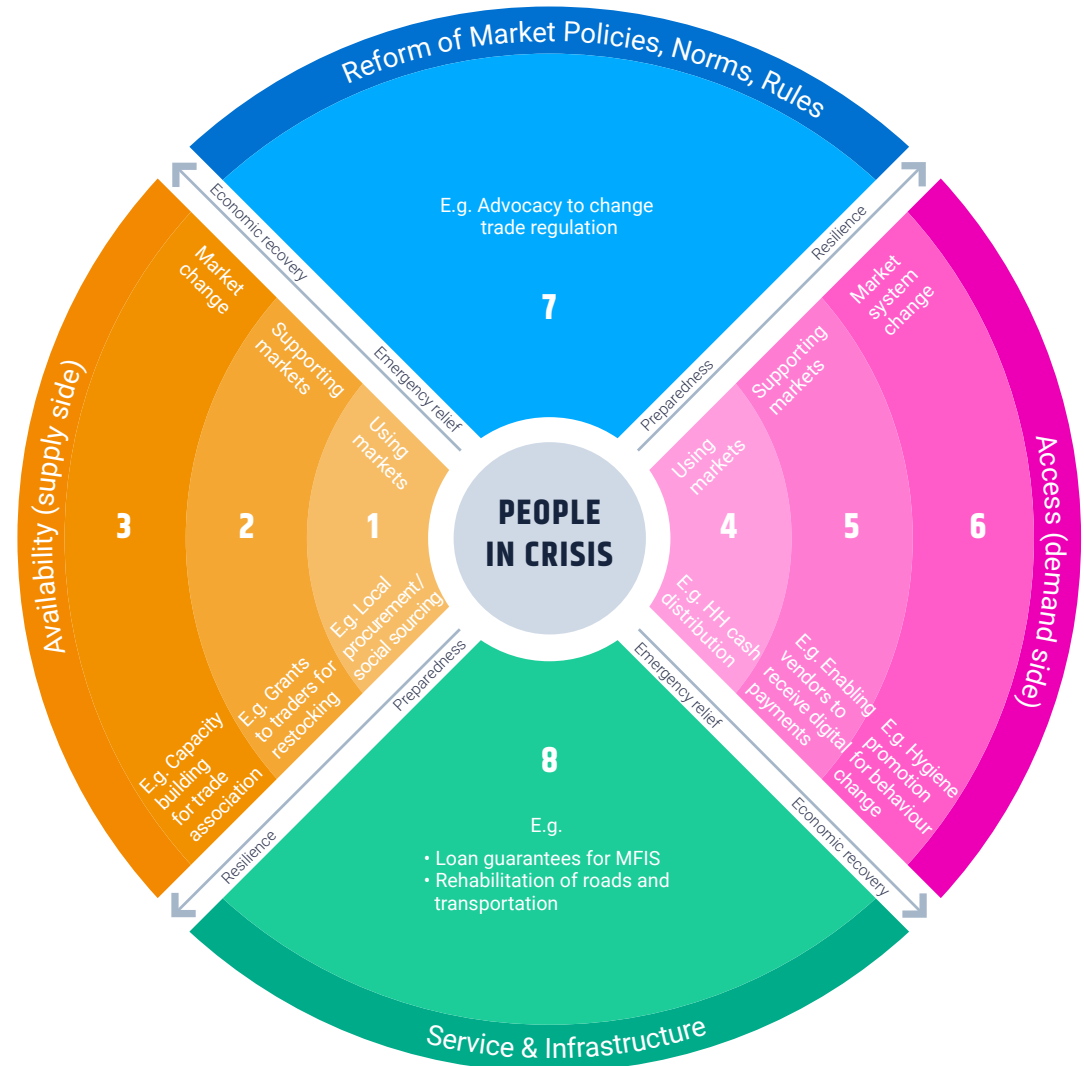 Reform of Market Policies, Norms, Rules
E.g. Advocacy to change
trade regulation
7
Economic recovery
Emergency relief
Resilience
Preparedness
Availability (supply side)
Market
change
Supporting
markets
Using
markets
3
2
1
E.g. Capacity
building
for trade
association
E.g. Grants
to traders for
restocking
E.g. Local
procurement/
social sourcing
PEOPLE
IN CRISIS
Using
markets
Supporting
markets
Market
system
change
4
5
6
E.g. HH cash
distribution
E.g. Enabling
vendors to
receive digital
payments
E.g. Hygiene
promotion
for behaviour
change
Access (demand side)
Preparedness
Resilience
Emergency relief
Economic recovery
8
E.g.
• Loan guarantees for MFIS
• Rehabilitation of roads and
transportation
Service & Infrastructure